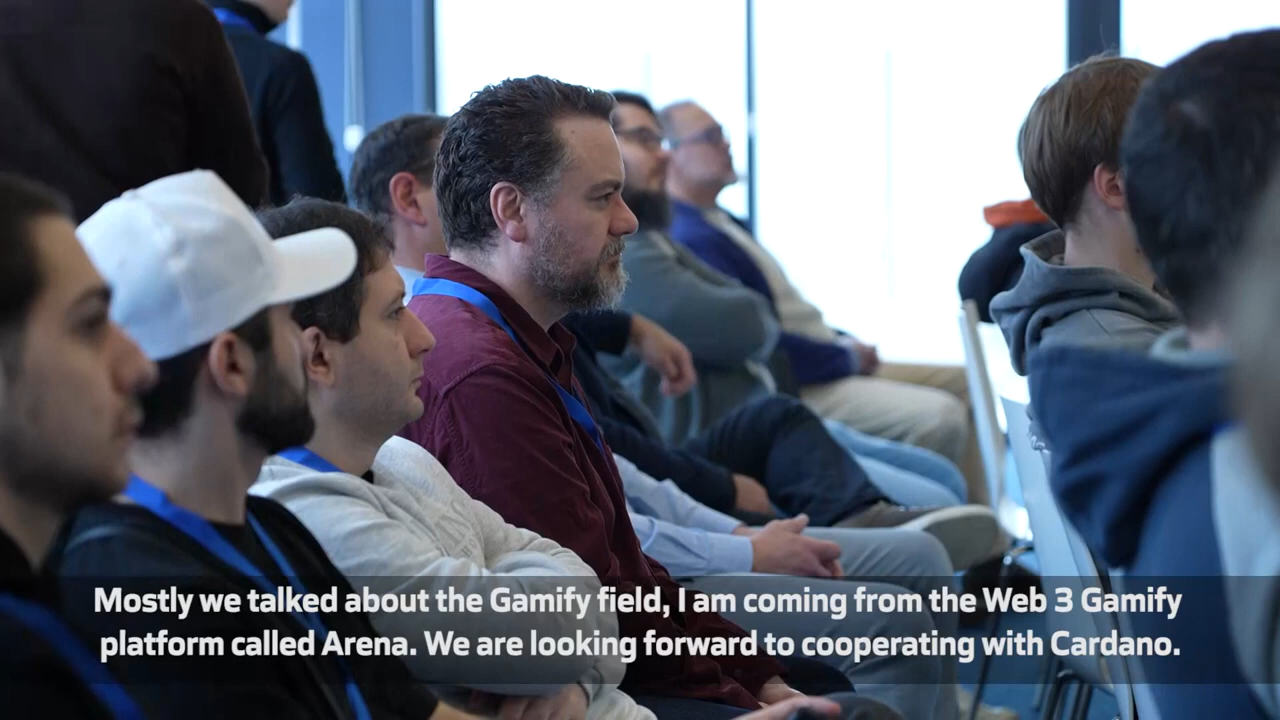 Mostly we talked about the Gamify field, I am coming from the Web 3 Gamify
platform called Arena. We are looking forward to cooperating with Cardano.